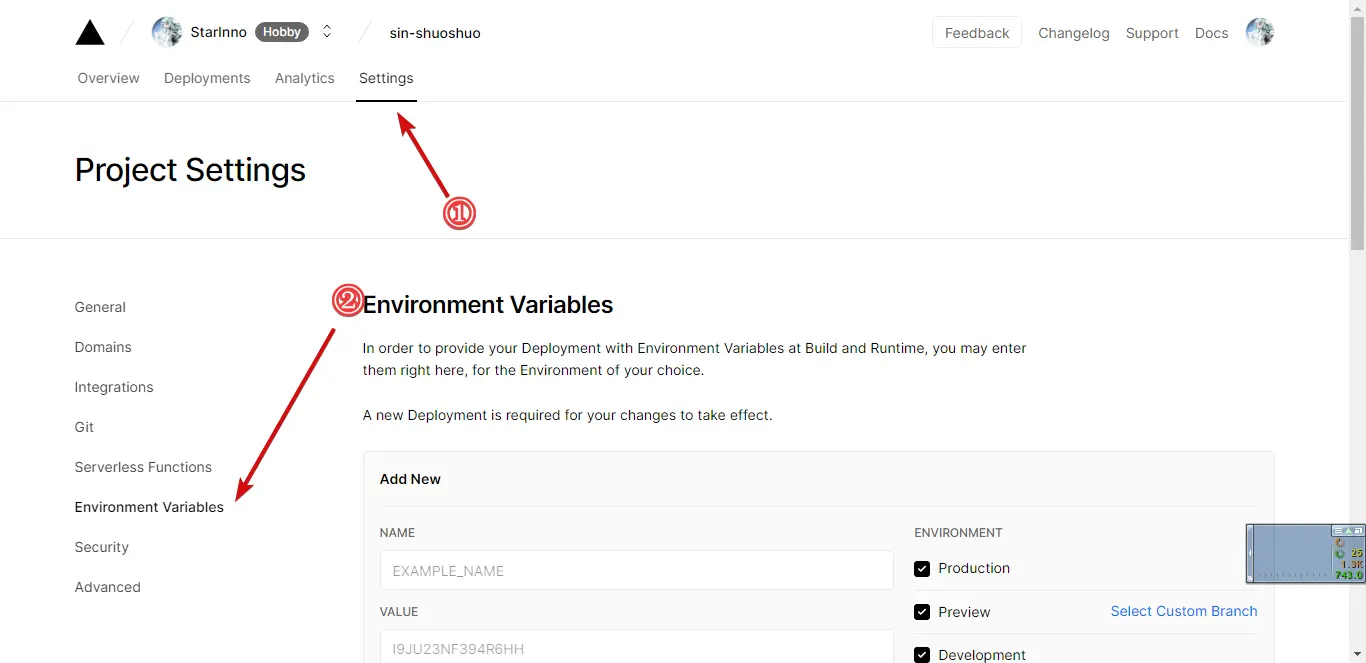 StarInno Hobby sin-shuoshuo Feedback Changelog Support Docs
Overview Deployments Analytics Settings
Project Settings
①
②
General
Domains
Integrations
Git
Serverless Functions
Environment Variables
Security
Advanced
Environment Variables
In order to provide your Deployment with Environment Variables at Build and Runtime, you may enter
them right here, for the Environment of your choice.
A new Deployment is required for your changes to take effect.
Add New
NAME
EXAMPLE_NAME
VALUE
I9JU23NF394R6HH
ENVIRONMENT
Production
Preview Select Custom Branch
Development
25
1.3K
743.0